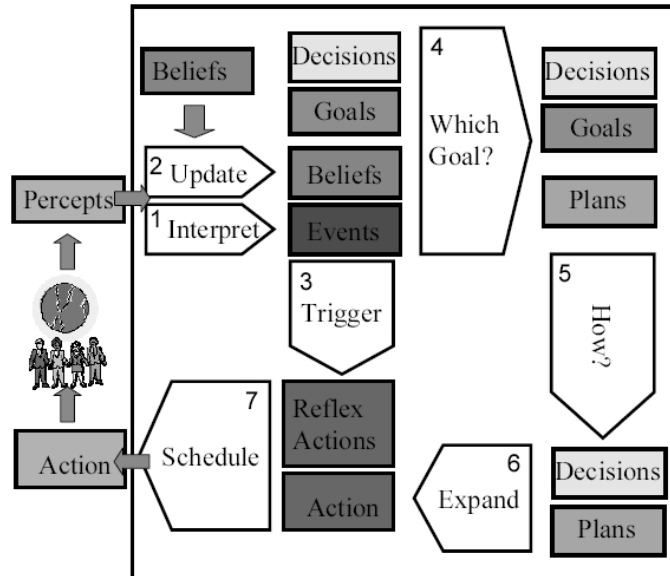 Beliefs
Decisions
4
Decisions
Goals
Which
Goal?
Goals
2 Update
Percepts
Beliefs
Plans
1 Interpret
Events
3
Trigger
5
How?
7
Reflex
Actions
Schedule
6
Action
Decisions
Expand
Action
Plans